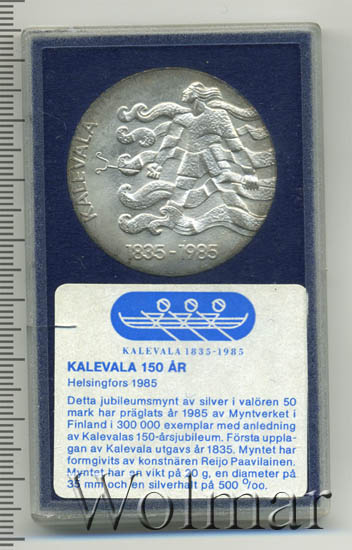 KALEVALA
1835-1985
KALEVALA 1835-1985
KALEVALA 150 ÅR
Helsingfors 1985
Detta jubileumsmynt av silver i valören 50
mark har präglats år 1985 av Myntverket i
Finland i 300 000 exemplar med anledning
av Kalevalas 150-årsjubileum. Första uppla-
gan av Kalevala utgavs år 1835. Myntet har
formgivits av konstnären Reijo Paavilainen.
Myntet har en vikt på 20 g, en diameter på
35 mm och en silverhalt på 500 °/oo.
Wolmar